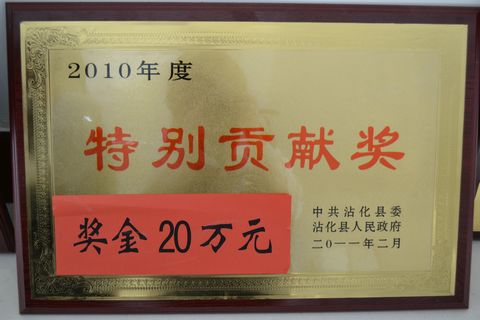 2010年度
特别贡献奖
奖金20万元
中共沾化县委
沾化县人民政府
二〇一一年二月